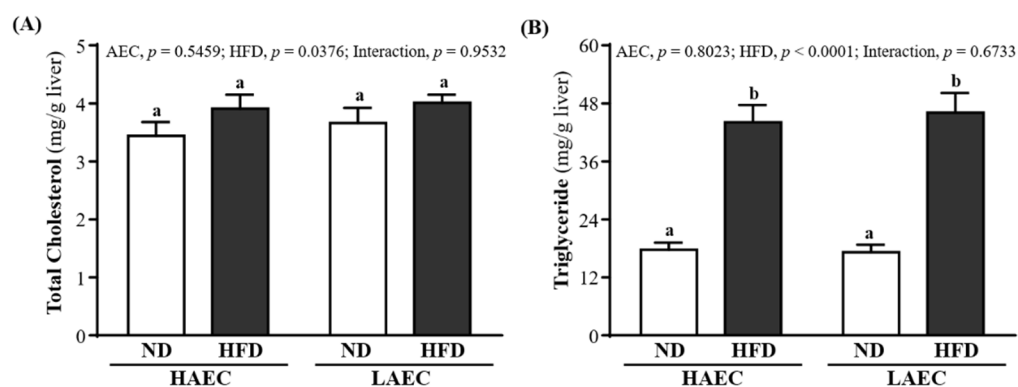 (A)
AEC, p = 0.5459; HFD, p = 0.0376; Interaction, p = 0.9532
Total Cholesterol (mg/g liver)
5
4
3
2
1
0
a
a
a
a
ND
HFD
ND
HFD
HAEC
LAEC
(B)
AEC, p = 0.8023; HFD, p < 0.0001; Interaction, p = 0.6733
Triglyceride (mg/g liver)
60
48
36
24
12
0
a
b
a
b
ND
HFD
ND
HFD
HAEC
LAEC